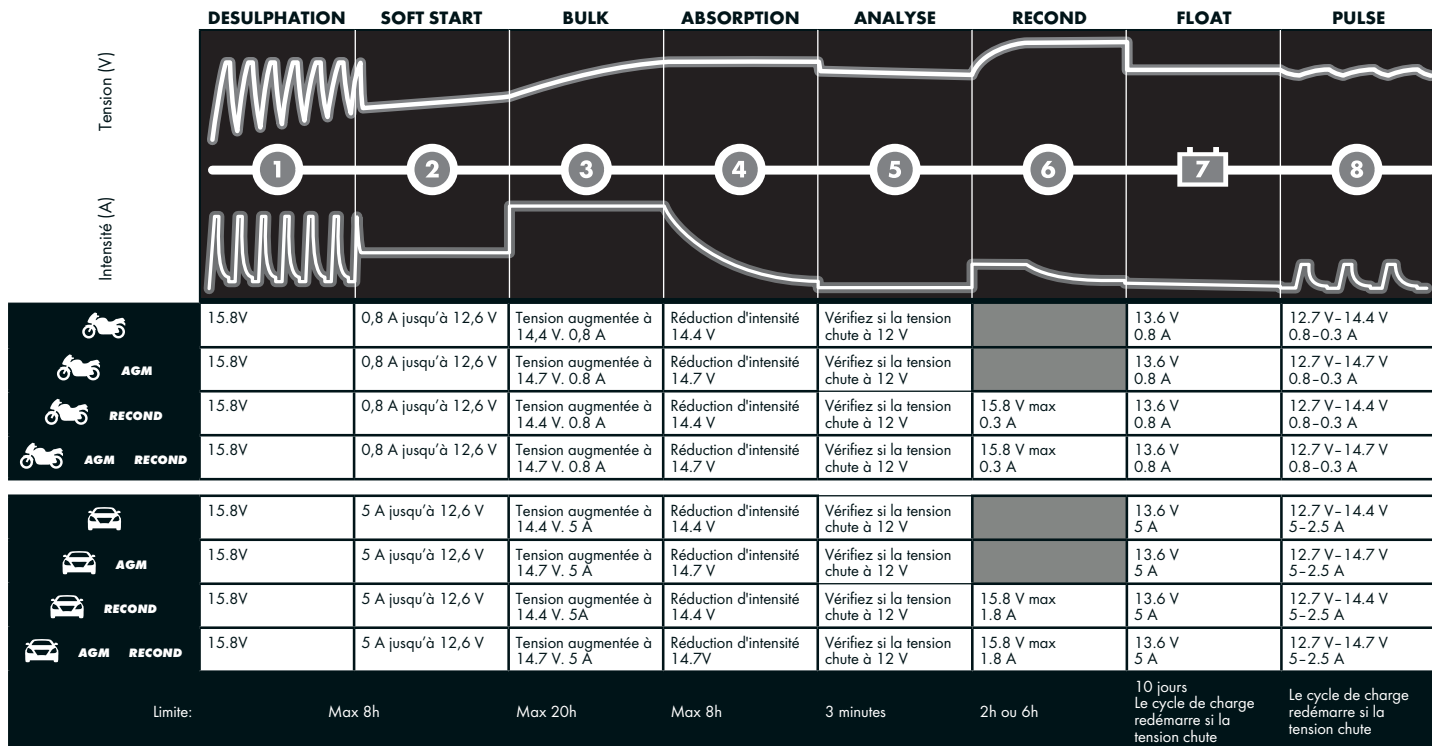 DESULPHATION SOFT START BULK ABSORPTION ANALYSE RECOND FLOAT PULSE
Tension (V)
1 2 3 4 5 6 7 8
Intensité (A)
15.8V 0,8 A jusqu'à 12,6 V Tension augmentée à Réduction d'intensité Vérifiez si la tension 13.6 V 12.7 V–14.4 V
14,4 V. 0,8 A 14.4 V chute à 12 V 0.8 A 0.8–0.3 A
AGM 15.8V 0,8 A jusqu'à 12,6 V Tension augmentée à Réduction d'intensité Vérifiez si la tension 13.6 V 12.7 V–14.7 V
14.7 V. 0.8 A 14.7 V chute à 12 V 0.8 A 0.8–0.3 A
RECOND 15.8V 0,8 A jusqu'à 12,6 V Tension augmentée à Réduction d'intensité Vérifiez si la tension 15.8 V max 13.6 V 12.7 V–14.4 V
14.4 V. 0.8 A 14.4 V chute à 12 V 0.3 A 0.8 A 0.8–0.3 A
AGM RECOND 15.8V 0,8 A jusqu'à 12,6 V Tension augmentée à Réduction d'intensité Vérifiez si la tension 15.8 V max 13.6 V 12.7 V–14.7 V
14.7 V. 0.8 A 14.7 V chute à 12 V 0.3 A 0.8 A 0.8–0.3 A
15.8V 5 A jusqu'à 12,6 V Tension augmentée à Réduction d'intensité Vérifiez si la tension 13.6 V 12.7 V–14.4 V
14.4 V. 5 A 14.4 V chute à 12 V 5 A 5–2.5 A
AGM 15.8V 5 A jusqu'à 12,6 V Tension augmentée à Réduction d'intensité Vérifiez si la tension 13.6 V 12.7 V–14.7 V
14.7 V. 5 A 14.7 V chute à 12 V 5 A 5–2.5 A
RECOND 15.8V 5 A jusqu'à 12,6 V Tension augmentée à Réduction d'intensité Vérifiez si la tension 15.8 V max 13.6 V 12.7 V–14.4 V
14.4 V. 5A 14.4 V chute à 12 V 1.8 A 5 A 5–2.5 A
AGM RECOND 15.8V 5 A jusqu'à 12,6 V Tension augmentée à Réduction d'intensité Vérifiez si la tension 15.8 V max 13.6 V 12.7 V–14.7 V
14.7 V. 5 A 14.7V chute à 12 V 1.8 A 5 A 5–2.5 A
Limite: Max 8h Max 20h Max 8h 3 minutes 2h ou 6h
10 jours
Le cycle de charge
redémarre si la
tension chute
Le cycle de charge
redémarre si la
tension chute